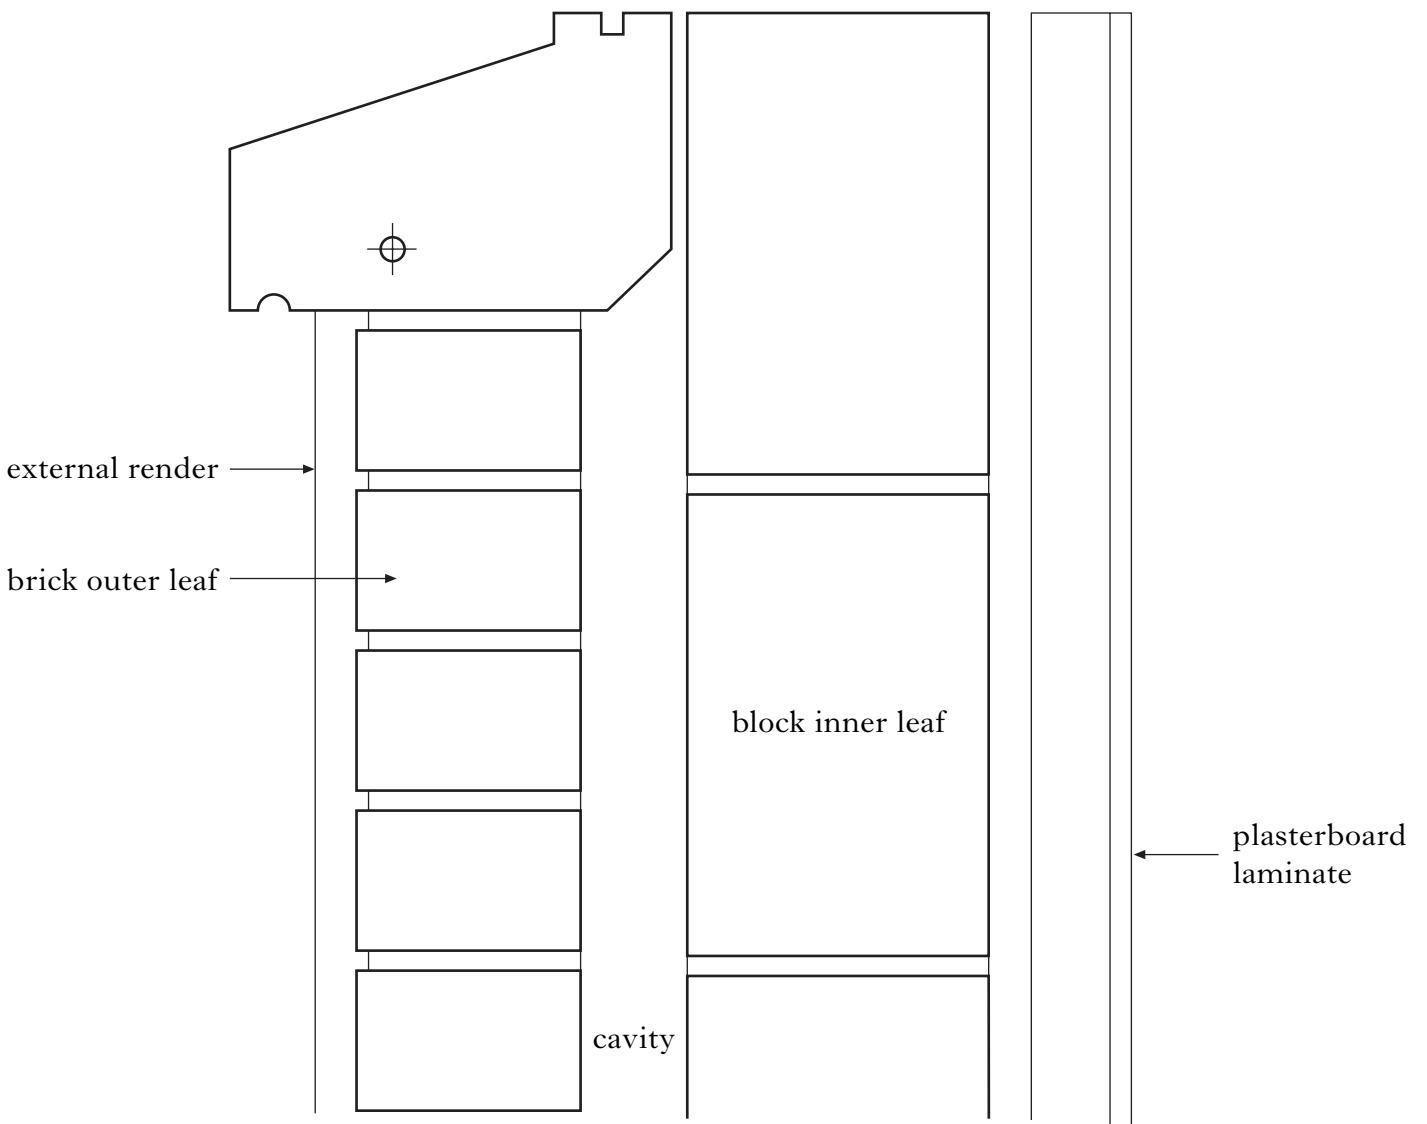 external render
brick outer leaf
block inner leaf
plasterboard
laminate
cavity